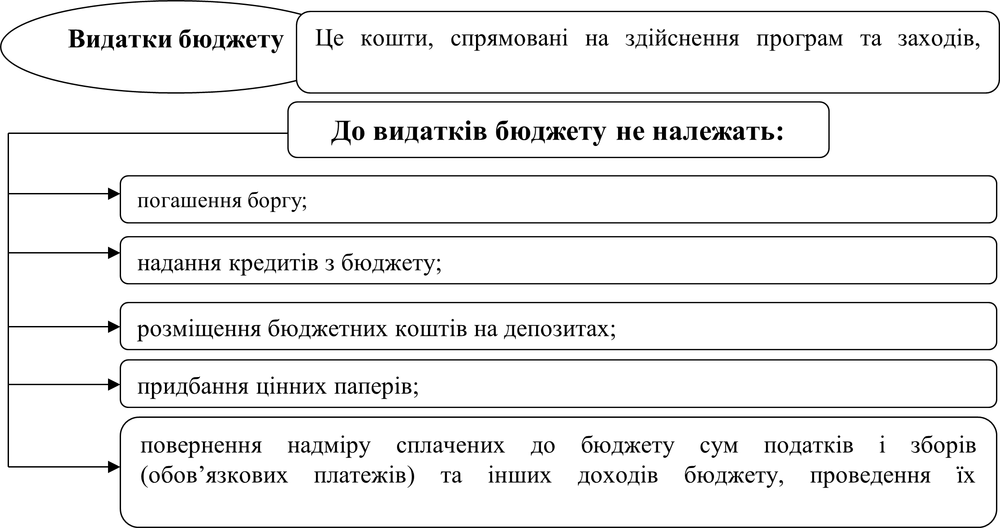 Видатки бюджету
Це кошти, спрямовані на здійснення програм та заходів,
До видатків бюджету не належать:
погашення боргу;
надання кредитів з бюджету;
розміщення бюджетних коштів на депозитах;
придбання цінних паперів;
повернення надміру сплачених до бюджету сум податків і зборів
(обов’язкових платежів) та інших доходів бюджету, проведення їх